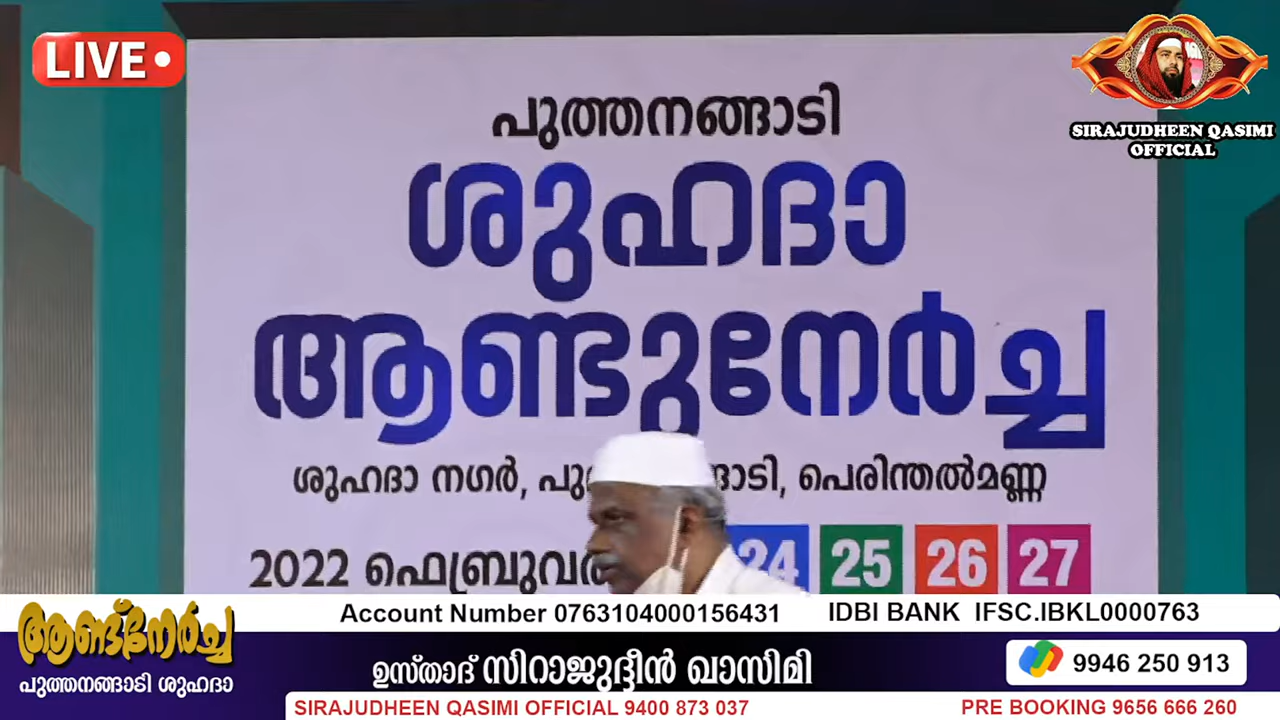 LIVE
SIRAJUDHEEN QASIMI
OFFICIAL
പുത്തനങ്ങാടി
ശുഹദാ
ആണ്ടുനേർച്ച
ശുഹദാ നഗർ, പെരിന്തൽമണ്ണ
2022 24 25 26 27
Account Number 0763104000156431 IDBI BANK IFSC.IBKL0000763
ആണ്ട്നേർച്ച
പുത്തനങ്ങാടി ശുഹദാ
ഉസ്താദ് സിറാജുദ്ദീൻ ഖാസിമി
9946 250 913
SIRAJUDHEEN QASIMI OFFICIAL 9400 873 037 PRE BOOKING 9656 666 260